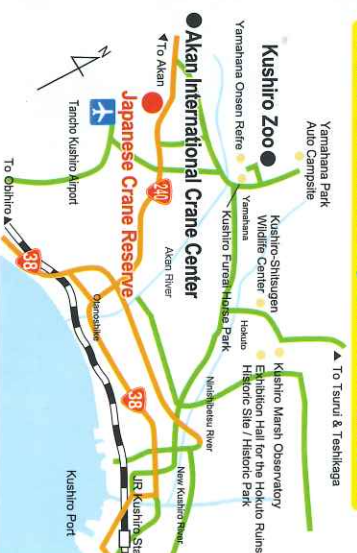 Yamahana Park
Auto Campsite
Kushiro Zoo
Yamahana Onsen Refre
Akan International Crane Center
To Akan
N
Japanese Crane Reserve
Tancho Kushiro Airport
240
Yamahana
Kushiro Fureai Horse Park
Kushiro-Shitsugen
Wildlife Center
Hokuto
To Tsurui & Teshikaga
Kushiro Marsh Observatory
Exhibition Hall for the Hokuto Ruins
Historic Site / Historic Park
Akan River
Ninishibetsu River
New Kushiro River
Otanoshike
To Obihiro
38
38
JR Kushiro Sta
Kushiro Port